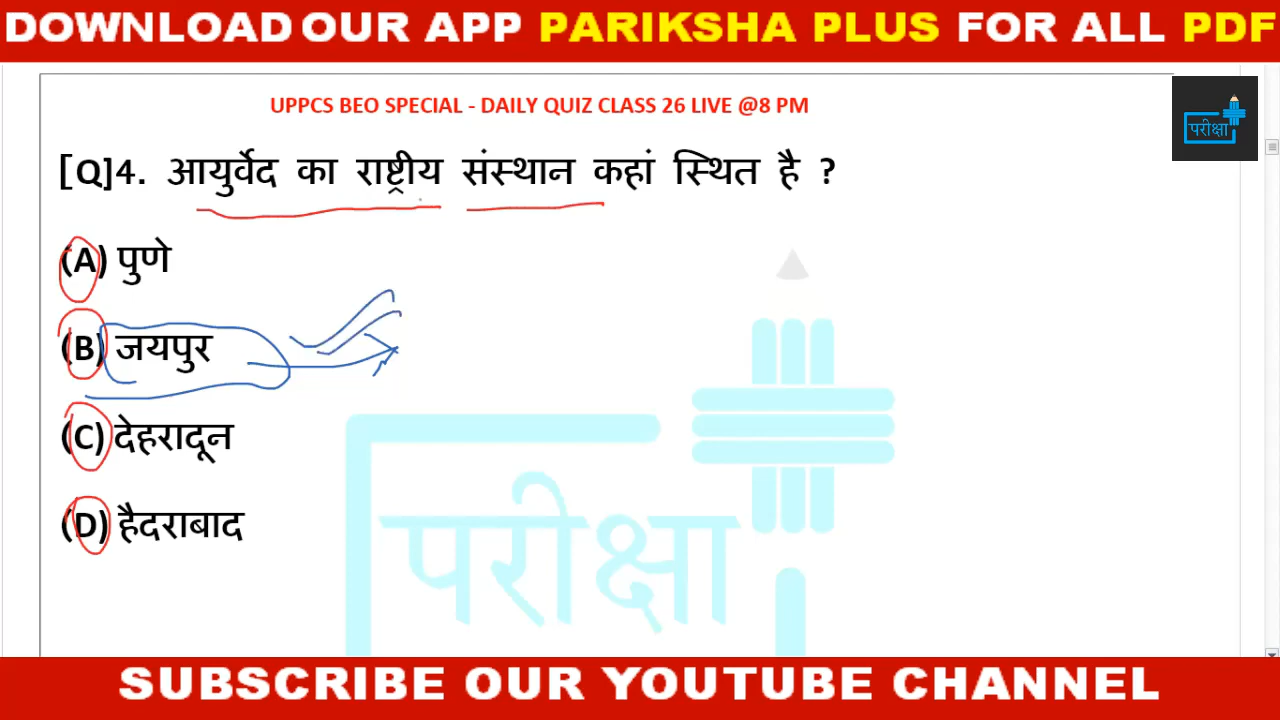 DOWNLOAD OUR APP PARIKSHA PLUS FOR ALL PDF
UPPCS BEO SPECIAL - DAILY QUIZ CLASS 26 LIVE @8 PM
परीक्षा
[Q]4. आयुर्वेद का राष्ट्रीय संस्थान कहां स्थित है ?
(A) पुणे
(B) जयपुर
(C) देहरादून
(D) हैदराबाद
परीक्षा
SUBSCRIBE OUR YOUTUBE CHANNEL